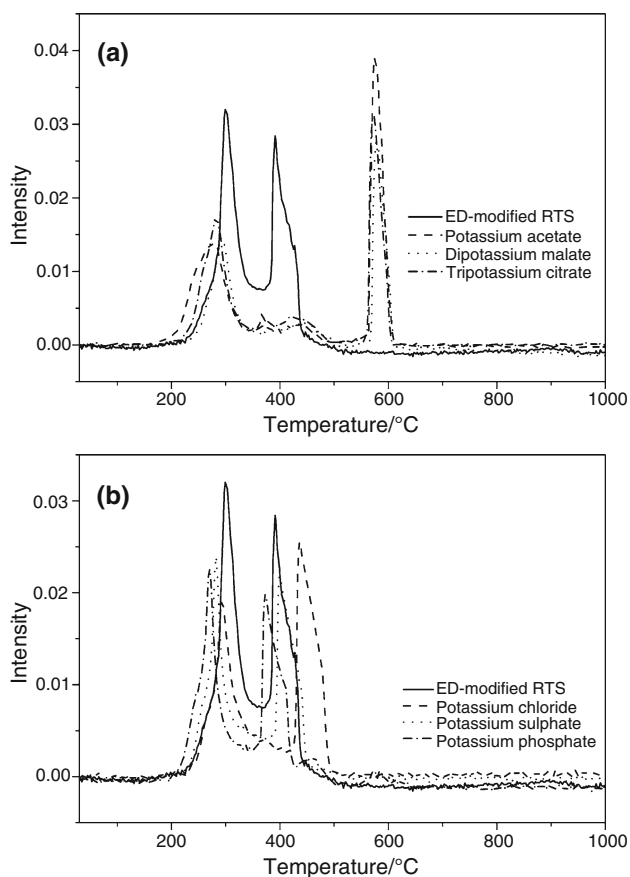 (a)
0.04
0.03
0.02
0.01
0.00
Intensity
ED-modified RTS
Potassium acetate
Dipotassium malate
Tripotassium citrate
200 400 600 800 1000
Temperature/°C
(b)
0.03
0.02
0.01
0.00
Intensity
ED-modified RTS
Potassium chloride
Potassium sulphate
Potassium phosphate
200 400 600 800 1000
Temperature/°C